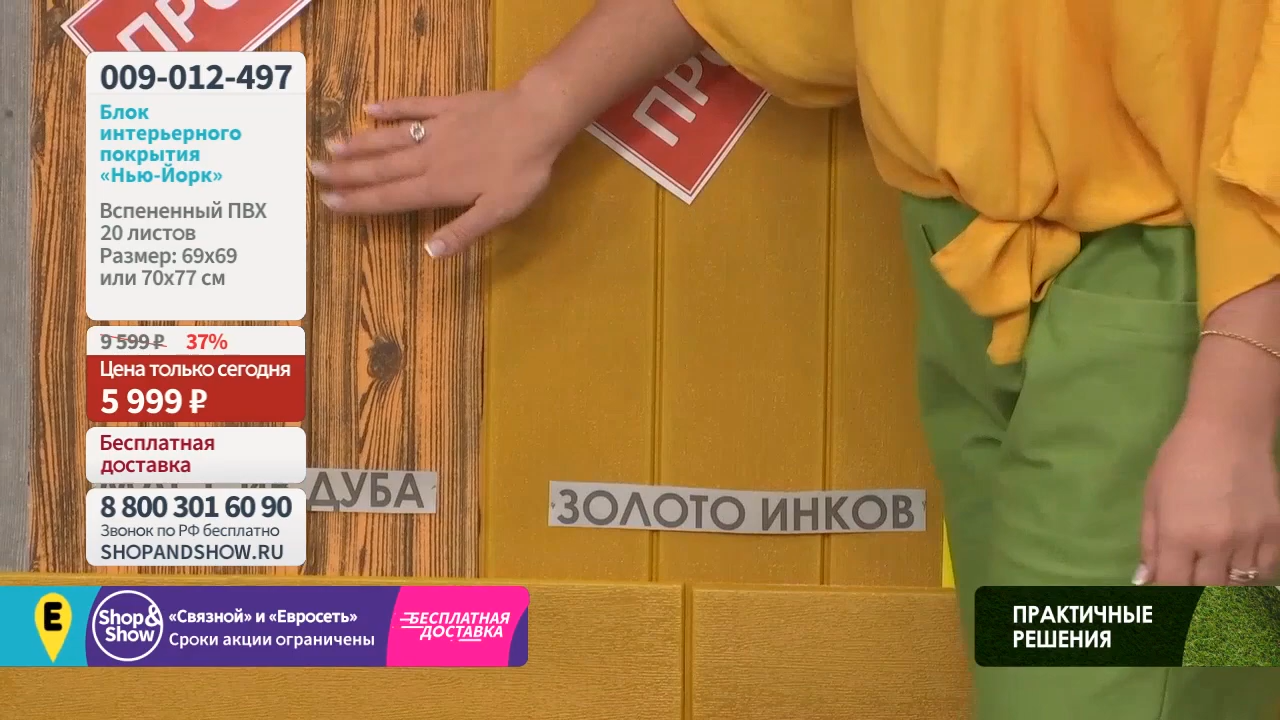 ПРО
ПРО
009-012-497
Блок
интерьерного
покрытия
«Нью-Йорк»
Вспененный ПВХ
20 листов
Размер: 69х69
или 70х77 см
9 599 ₽ 37%
Цена только сегодня
5 999 ₽
Бесплатная
доставка
8 800 301 60 90
Звонок по РФ бесплатно
SHOPANDSHOW.RU
ДУБА
ЗОЛОТО ИНКОВ
Е
Shop&
Show
«Связной» и «Евросеть»
Сроки акции ограничены
БЕСПЛАТНАЯ
ДОСТАВКА
ПРАКТИЧНЫЕ
РЕШЕНИЯ